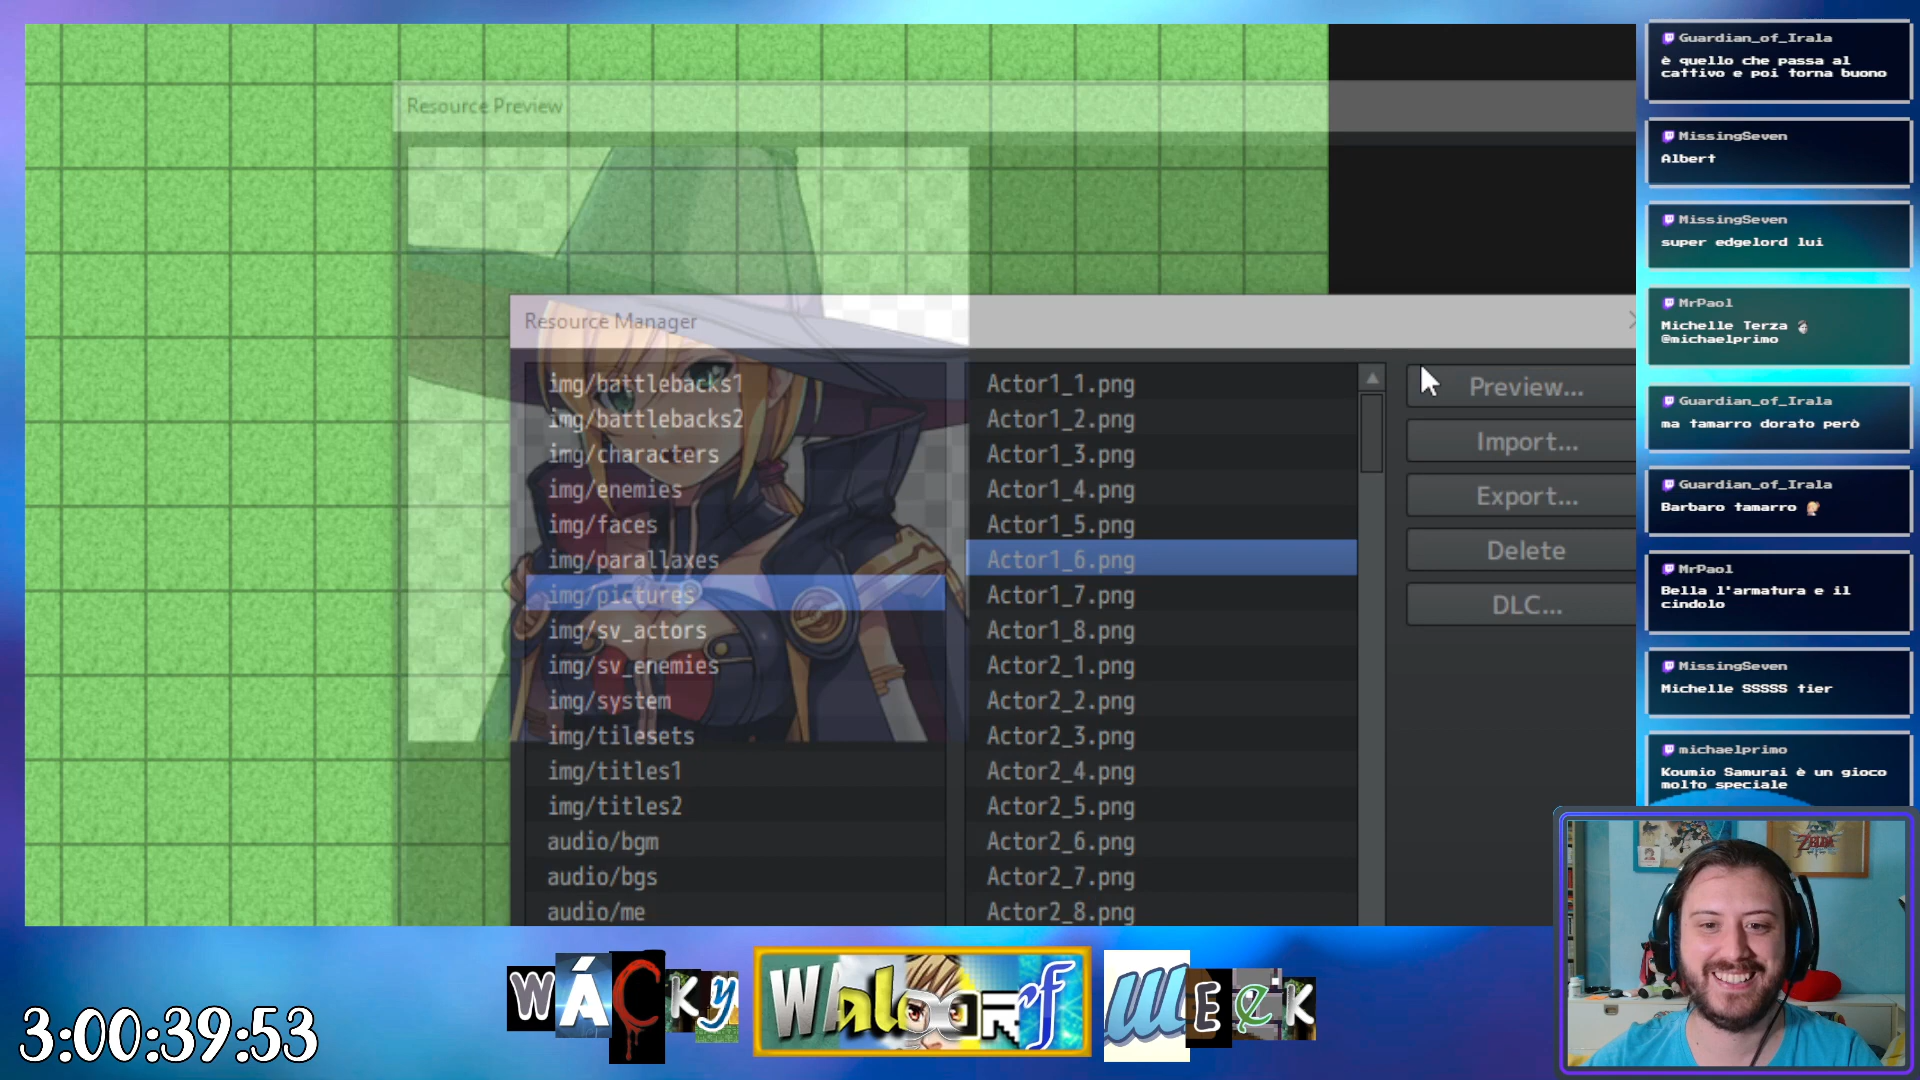 Resource Preview
Resource Manager
img/battlebacks1
img/battlebacks2
img/characters
img/enemies
img/faces
img/parallaxes
img/pictures
img/sv_actors
img/sv_enemies
img/system
img/tilesets
img/titles1
img/titles2
audio/bgm
audio/bgs
audio/me
Actor1_1.png
Actor1_2.png
Actor1_3.png
Actor1_4.png
Actor1_5.png
Actor1_6.png
Actor1_7.png
Actor1_8.png
Actor2_1.png
Actor2_2.png
Actor2_3.png
Actor2_4.png
Actor2_5.png
Actor2_6.png
Actor2_7.png
Actor2_8.png
Preview...
Import...
Export...
Delete
DLC...
Guardian_of_Irala
è quello che passa al
cattivo e poi torna buono
MissingSeven
Albert
MissingSeven
super edgelord lui
MrPaol
Michelle Terza
@michaelprimo
Guardian_of_Irala
ma tamarro dorato però
Guardian_of_Irala
Barbaro tamarro
MrPaol
Bella l'armatura e il
cindolo
MissingSeven
Michelle SSSSS tier
michaelprimo
Koumio Samurai è un gioco
molto speciale
ZELDA
3:00:39:53
WÁCKy Waldorf WEEK